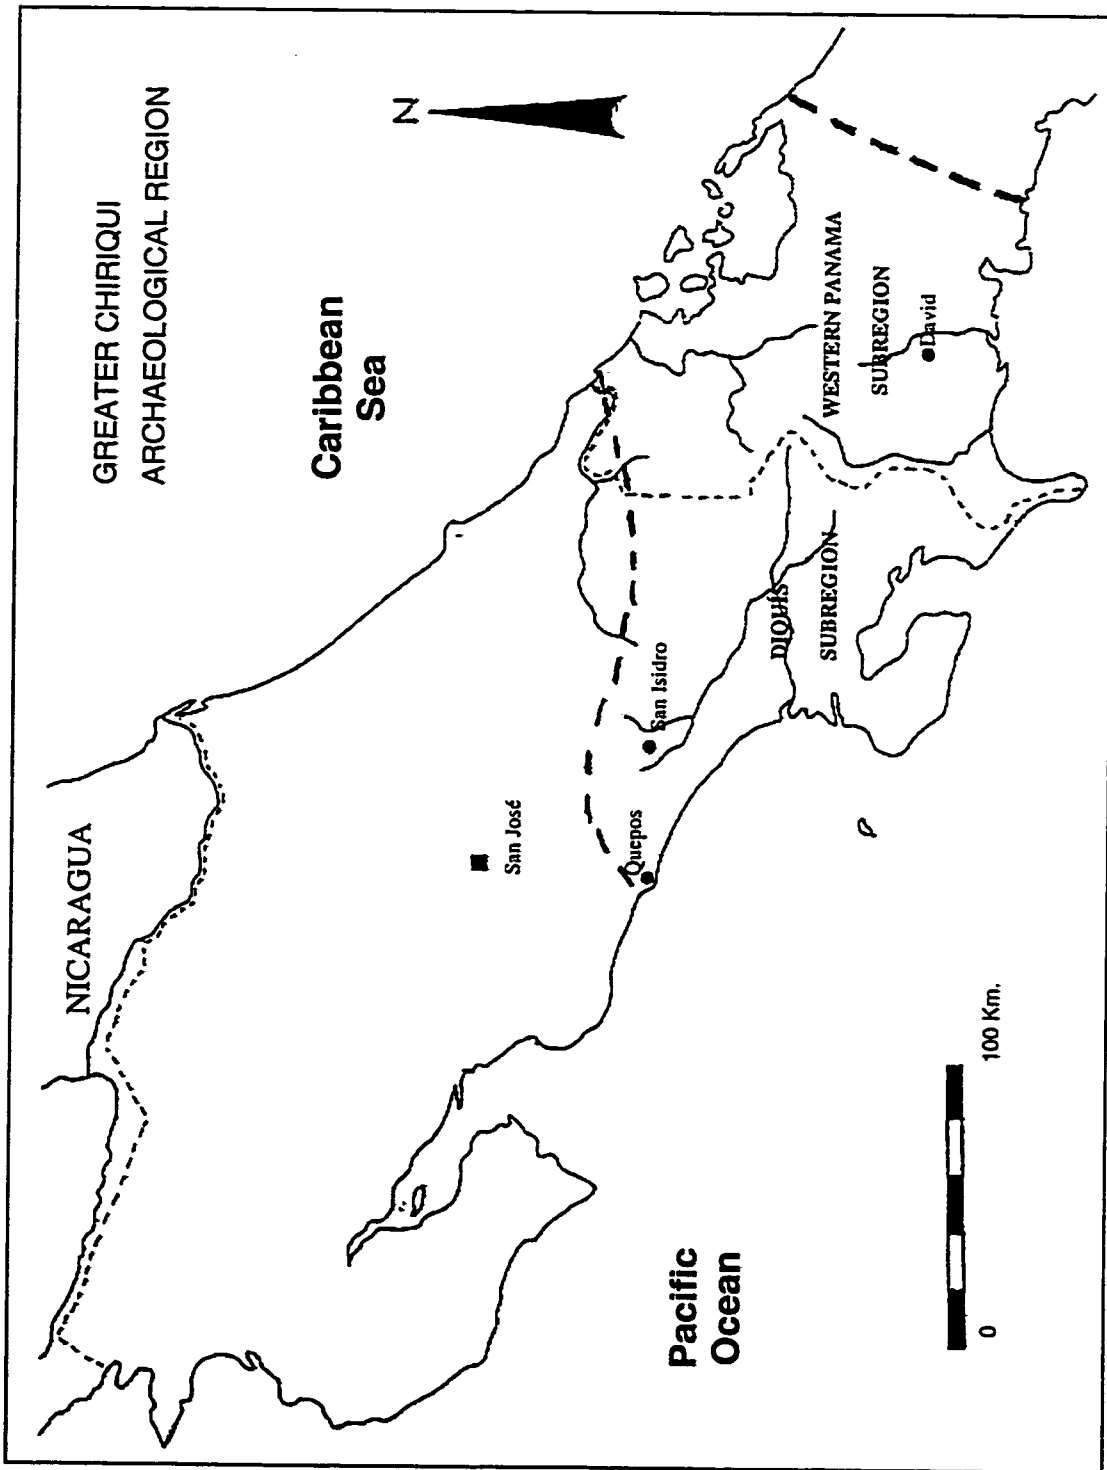 GREATER CHIRIQUI
ARCHAEOLOGICAL REGION
N
NICARAGUA
Caribbean
Sea
San José
Quepos
San Isidro
DIQUÍS
SUBREGION
WESTERN PANAMA
SUBREGION
David
Pacific
Ocean
0
100 Km.